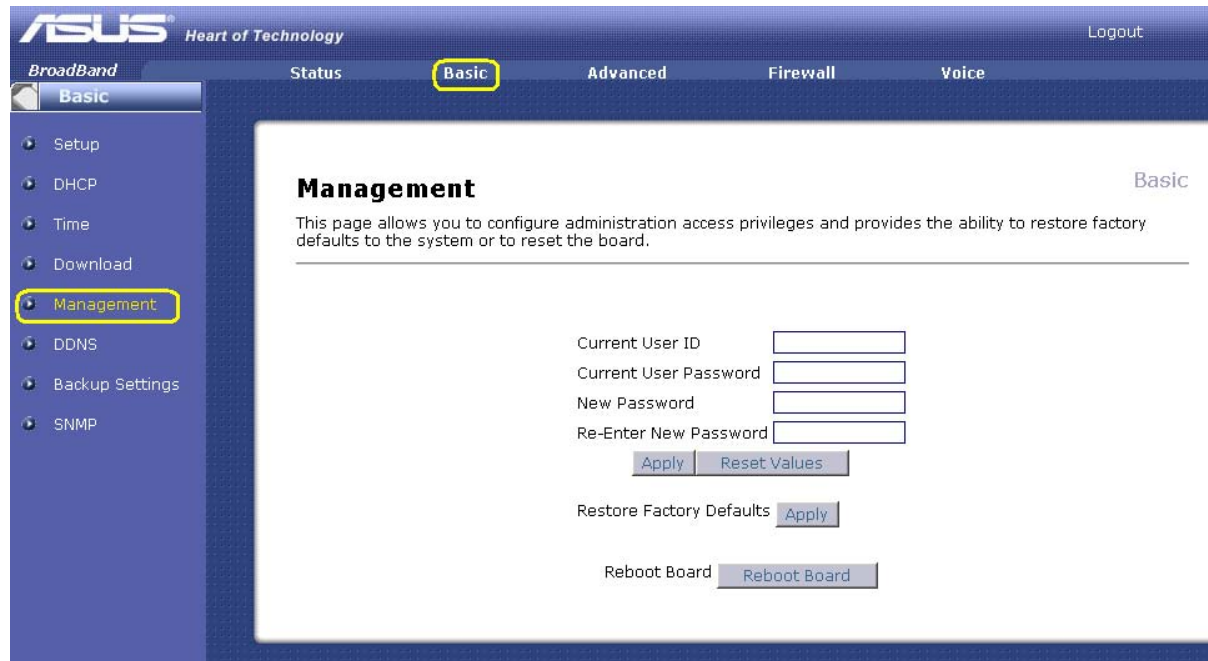 ASUS® Heart of Technology
Logout
BroadBand
Status Basic Advanced Firewall Voice
Basic
Setup
DHCP
Time
Download
Management
DDNS
Backup Settings
SNMP
Management
Basic
This page allows you to configure administration access privileges and provides the ability to restore factory
defaults to the system or to reset the board.
Current User ID
Current User Password
New Password
Re-Enter New Password
Apply Reset Values
Restore Factory Defaults Apply
Reboot Board Reboot Board